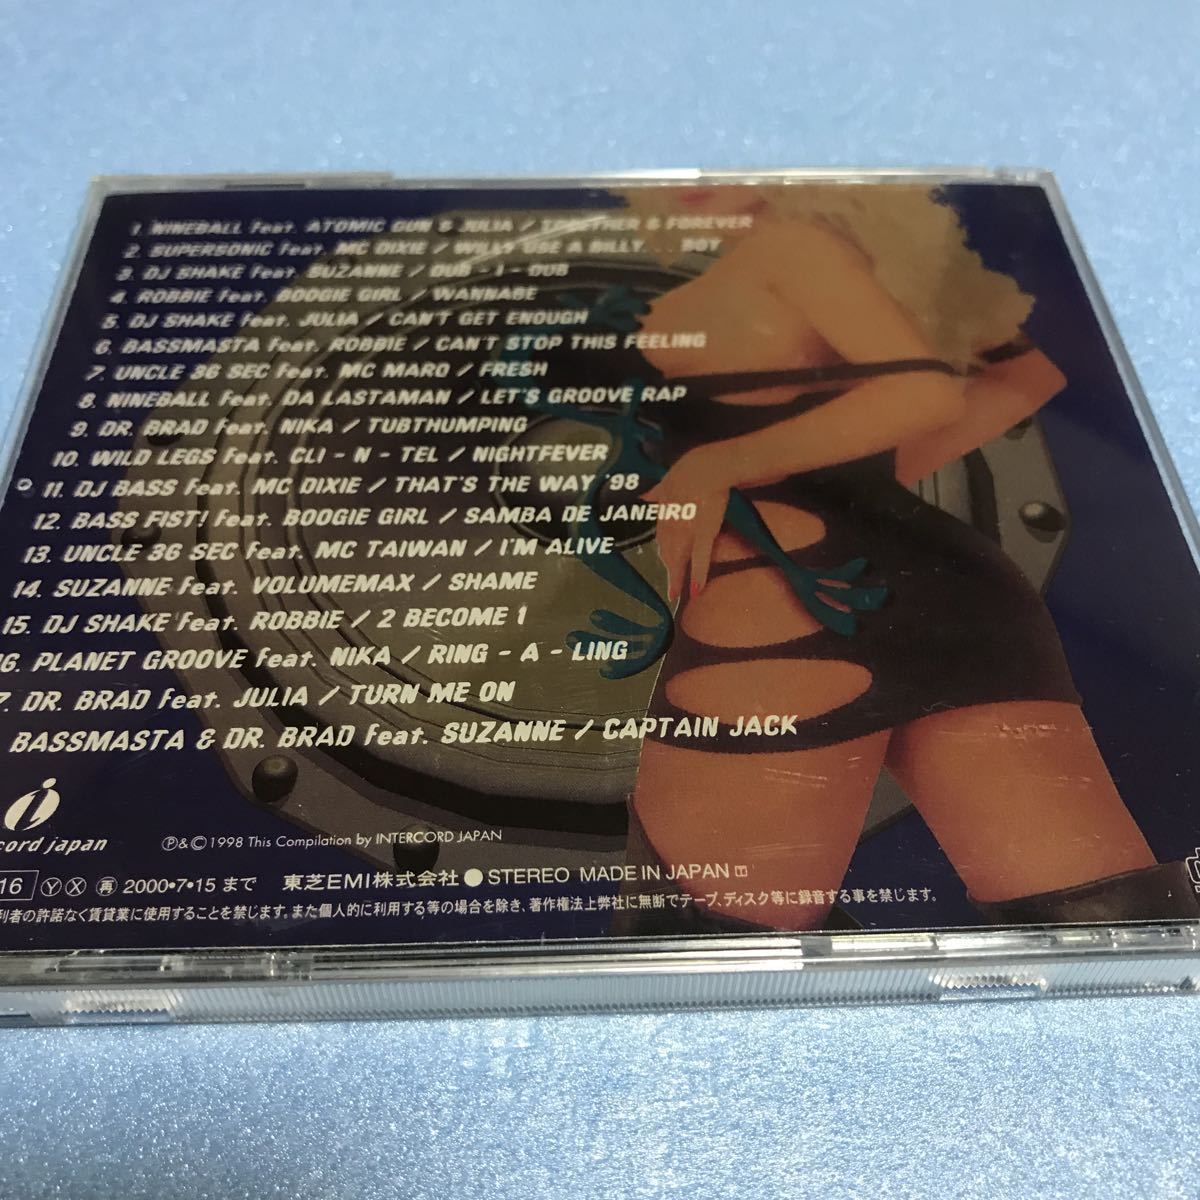 1. NINEBALL feat. ATOMIC GUN & JULIA / TOGETHER & FOREVER
2. SUPERSONIC feat. MC DIXIE / WILLY USE A BILLY... BOY
3. DJ SHAKE feat. SUZANNE / DUB - I - DUB
4. ROBBIE feat. BOOGIE GIRL / WANNABE
5. DJ SHAKE feat. JULIA / CAN'T GET ENOUGH
6. BASSMASTA feat. ROBBIE / CAN'T STOP THIS FEELING
7. UNCLE 36 SEC feat. MC MARO / FRESH
8. NINEBALL feat. DA LASTAMAN / LET'S GROOVE RAP
9. DR. BRAD feat. NIKA / TUBTHUMPING
10. WILD LEGS feat. CLI - N - TEL / NIGHTFEVER
11. DJ BASS feat. MC DIXIE / THAT'S THE WAY '98
12. BASS FIST! feat. BOOGIE GIRL / SAMBA DE JANEIRO
13. UNCLE 36 SEC feat. MC TAIWAN / I'M ALIVE
14. SUZANNE feat. VOLUMEMAX / SHAME
15. DJ SHAKE feat. ROBBIE / 2 BECOME 1
6. PLANET GROOVE feat. NIKA / RING - A - LING
7. DR. BRAD feat. JULIA / TURN ME ON
BASSMASTA & DR. BRAD feat. SUZANNE / CAPTAIN JACK
i
cord japan
Ⓟ&©1998 This Compilation by INTERCORD JAPAN
16 Ⓨ Ⓧ 再 2000•7•15 まで 東芝EMI株式会社 ● STEREO MADE IN JAPAN
利者の許諾なく賃貸業に使用することを禁じます。また個人的に利用する等の場合を除き、著作権法上弊社に無断でテープ、ディスク等に録音する事を禁じます。